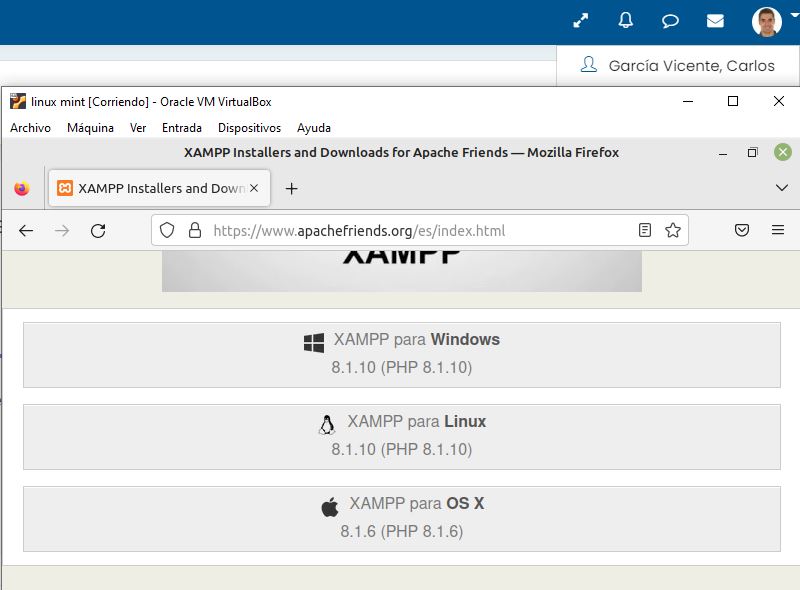 García Vicente, Carlos
linux mint [Corriendo] - Oracle VM VirtualBox
Archivo Máquina Ver Entrada Dispositivos Ayuda
XAMPP Installers and Downloads for Apache Friends — Mozilla Firefox
XAMPP Installers and Down
https://www.apachefriends.org/es/index.html
XAMPP
XAMPP para Windows
8.1.10 (PHP 8.1.10)
XAMPP para Linux
8.1.10 (PHP 8.1.10)
XAMPP para OS X
8.1.6 (PHP 8.1.6)